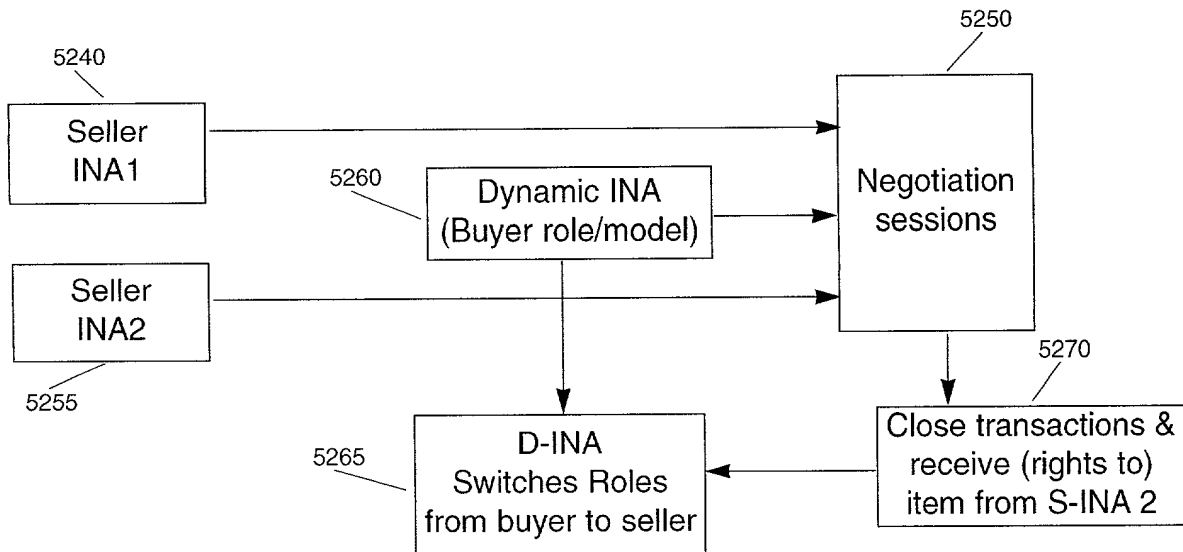 5240
Seller
INA1
5250
Negotiation
sessions
5260
Dynamic INA
(Buyer role/model)
Seller
INA2
5255
5270
Close transactions &
receive (rights to)
item from S-INA 2
5265
D-INA
Switches Roles
from buyer to seller